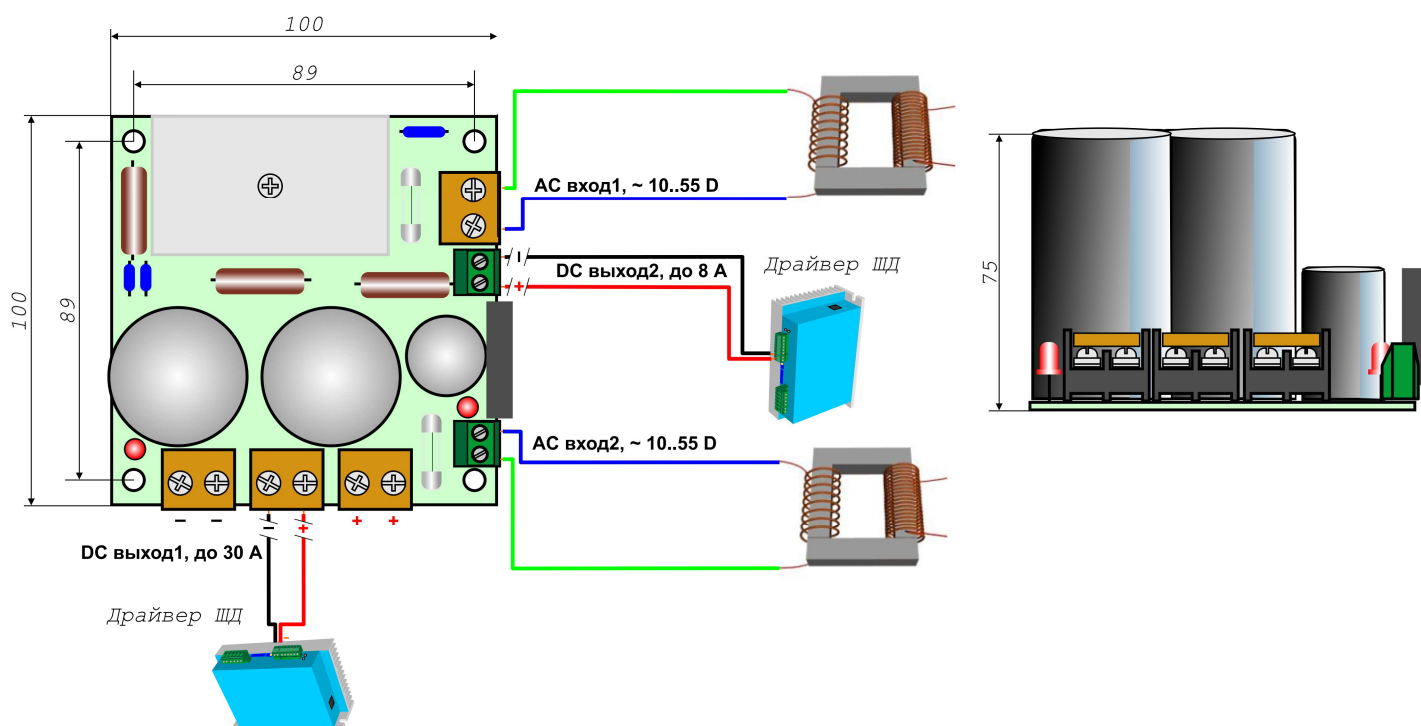 100
89
AC вход1, ~ 10..55 D
DC выход2, до 8 А
Драйвер ШД
100
89
75
AC вход2, ~ 10..55 D
DC выход1, до 30 А
Драйвер ШД